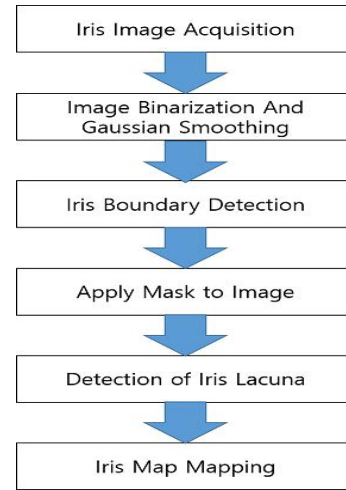 Iris Image Acquisition
Image Binarization And
Gaussian Smoothing
Iris Boundary Detection
Apply Mask to Image
Detection of Iris Lacuna
Iris Map Mapping